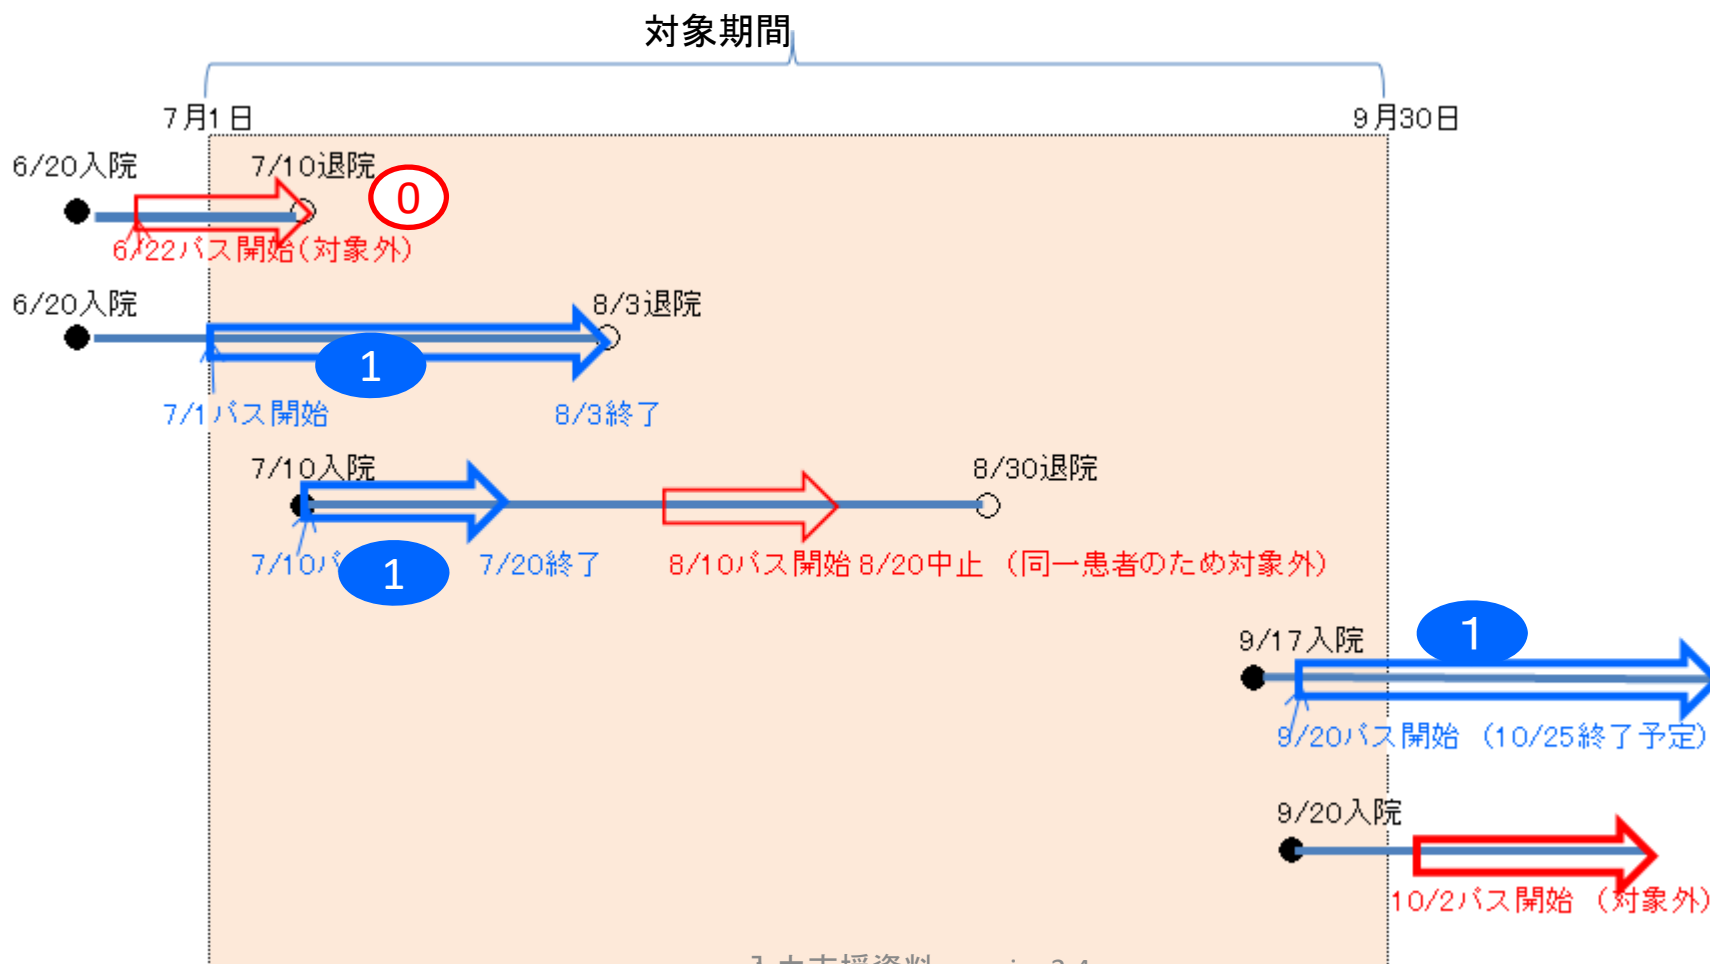 対象期間
7月1日
9月30日
6/20入院
7/10退院
0
6/22パス開始(対象外)
6/20入院
8/3退院
1
7/1パス開始
8/3終了
7/10入院
8/30退院
7/10パ
1
7/20終了
8/10パス開始 8/20中止 (同一患者のため対象外)
9/17入院
1
9/20パス開始 (10/25終了予定)
9/20入院
10/2パス開始 (対象外)